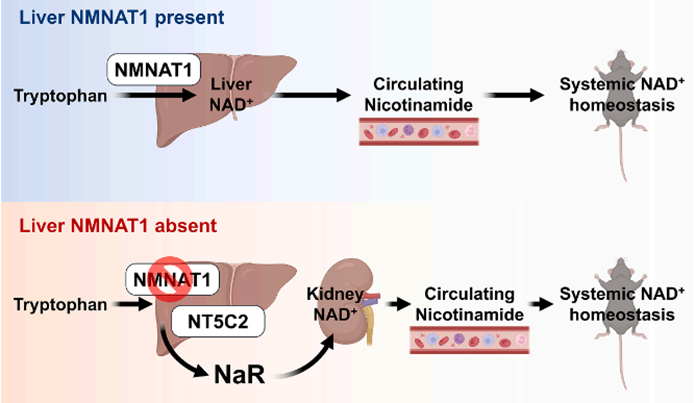 Liver NMNAT1 present
NMNAT1
Tryptophan
Liver
NAD⁺
Circulating
Nicotinamide
Systemic NAD⁺
homeostasis
Liver NMNAT1 absent
NMNAT1
Tryptophan
NT5C2
NaR
Kidney
NAD⁺
Circulating
Nicotinamide
Systemic NAD⁺
homeostasis